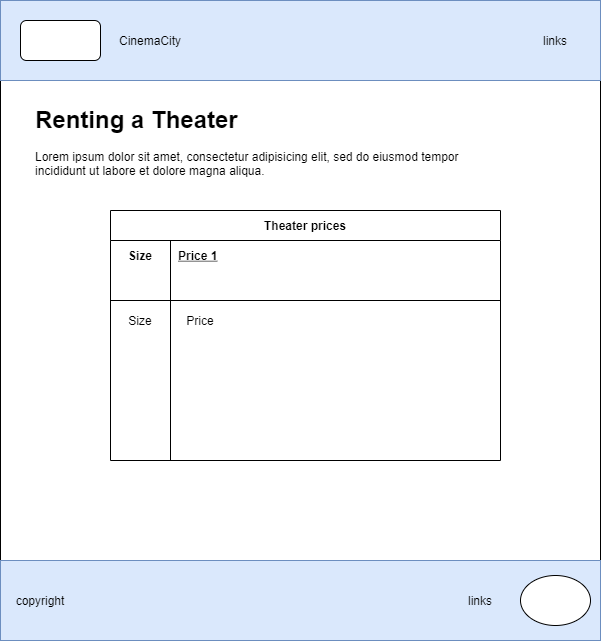 CinemaCity
links
Renting a Theater
Lorem ipsum dolor sit amet, consectetur adipisicing elit, sed do eiusmod tempor
incididunt ut labore et dolore magna aliqua.
Theater prices
Size
Price 1
Size
Price
copyright
links